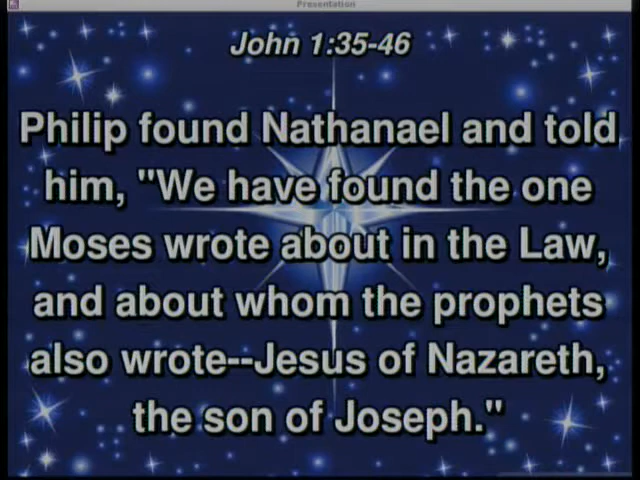 Presentation
John 1:35-46
Philip found Nathanael and told
him, "We have found the one
Moses wrote about in the Law,
and about whom the prophets
also wrote--Jesus of Nazareth,
the son of Joseph."